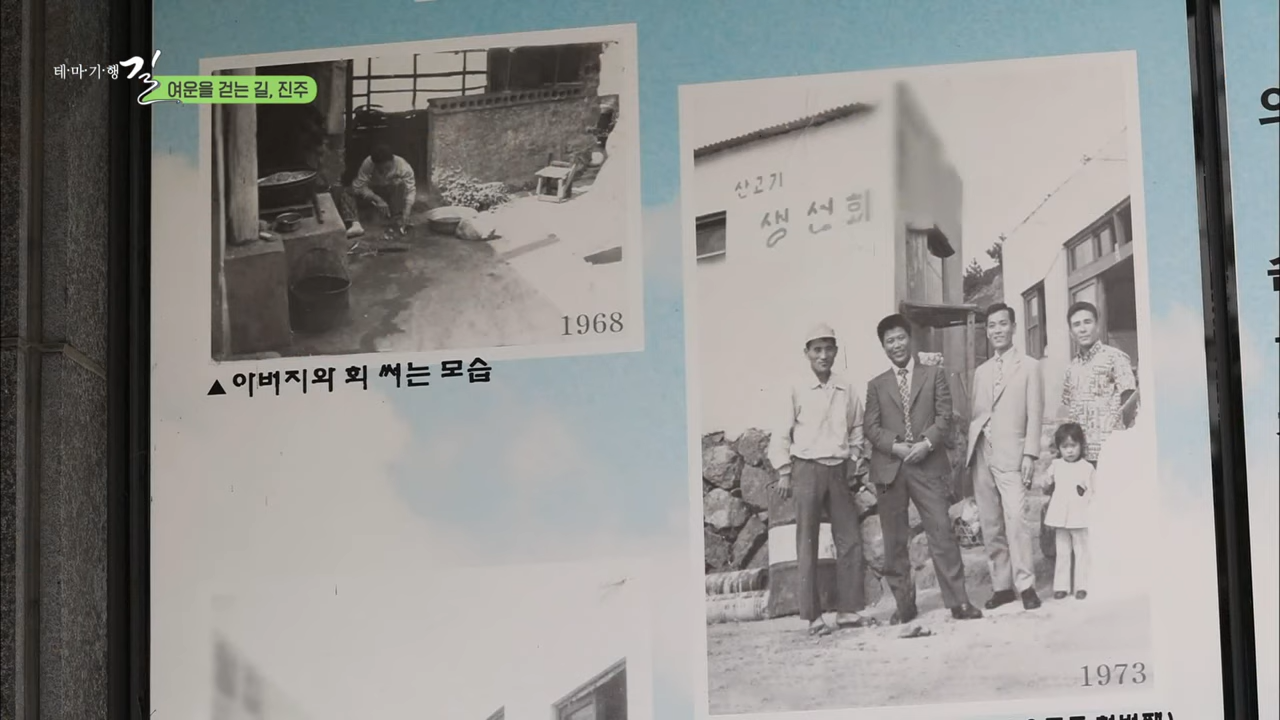 테·마·기·행 길
여운을 걷는 길, 진주
1968
▲아버지와 회 써는 모습
산고기
생선회
1973